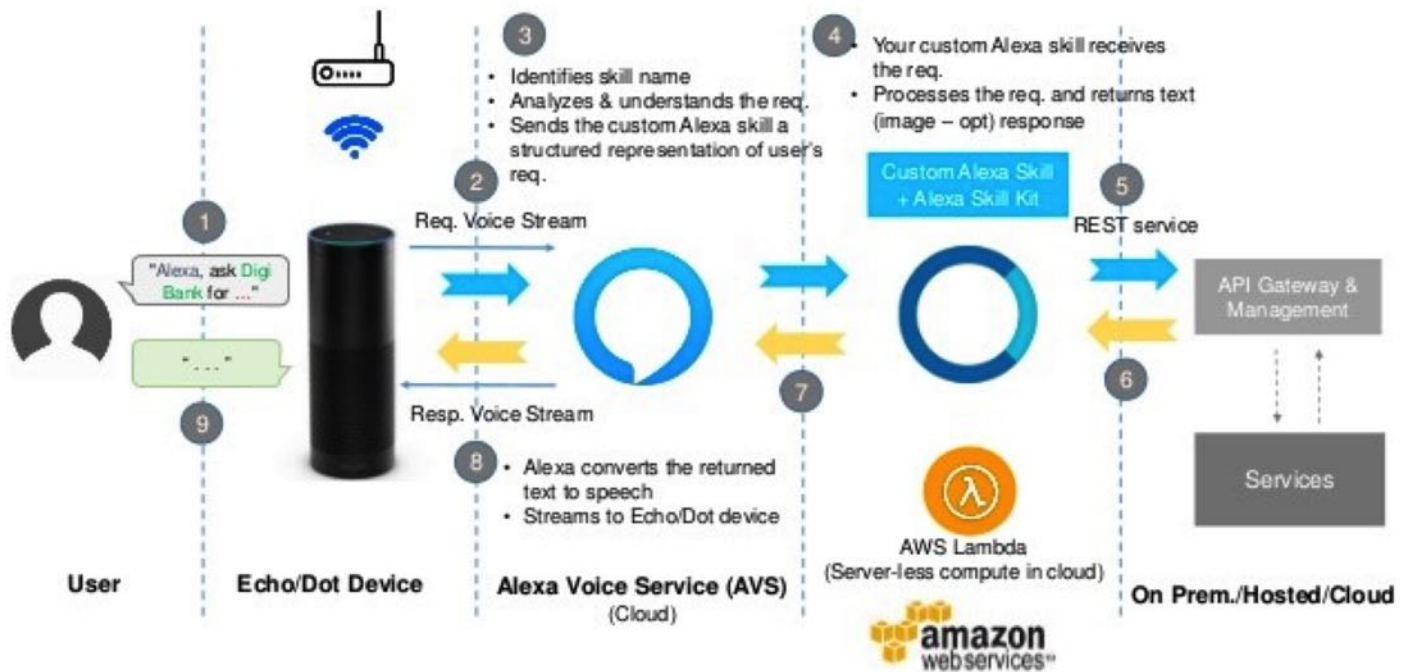 3
• Identifies skill name
• Analyzes & understands the req.
• Sends the custom Alexa skill a
structured representation of user's
req.
4
• Your custom Alexa skill receives
the req.
• Processes the req. and returns text
(image – opt) response
Custom Alexa Skill
+ Alexa Skill Kit
1
"Alexa, ask Digi
Bank for ..."
2
Req. Voice Stream
5
REST service
API Gateway &
Management
" . . . "
9
Resp. Voice Stream
7
6
8
• Alexa converts the returned
text to speech
• Streams to Echo/Dot device
λ
AWS Lambda
(Server-less compute in cloud)
Services
User
Echo/Dot Device
Alexa Voice Service (AVS)
(Cloud)
On Prem./Hosted/Cloud
amazon
webservices™